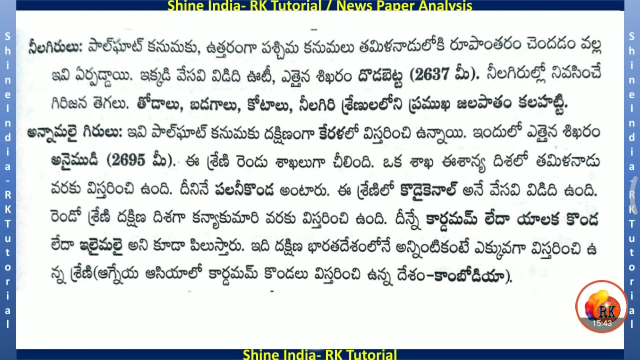 Shine India- RK Tutorial / News Paper Analysis
నీలగిరులు: పాల్‌ఘాట్ కనుమకు, ఉత్తరంగా పశ్చిమ కనుమలు తమిళనాడులోకి రూపాంతరం చెందడం వల్ల
ఇవి ఏర్పడ్డాయి. ఇక్కడి వేసవి విడిది ఊటీ, ఎత్తైన శిఖరం దొడబెట్ట (2637 మీ). నీలగిరుల్లో నివసించే
గిరిజన తెగలు. తోడాలు, బడగాలు, కోటాలు, నీలగిరి శ్రేణులలోని ప్రముఖ జలపాతం కలహట్టి.
అన్నామలై గిరులు: ఇవి పాల్‌ఘాట్ కనుమకు దక్షిణంగా కేరళలో విస్తరించి ఉన్నాయి. ఇందులో ఎత్తైన శిఖరం
అనైముడి (2695 మీ). ఈ శ్రేణి రెండు శాఖలుగా చీలింది. ఒక శాఖ ఈశాన్య దిశలో తమిళనాడు
వరకు విస్తరించి ఉంది. దీనినే పలనీకొండ అంటారు. ఈ శ్రేణిలో కొడైకెనాల్ అనే వేసవి విడిది ఉంది.
రెండో శ్రేణి దక్షిణ దిశగా కన్యాకుమారి వరకు విస్తరించి ఉంది. దీన్నే కార్డమమ్ లేదా యాలక కొండ
లేదా ఇలైమలై అని కూడా పిలుస్తారు. ఇది దక్షిణ భారతదేశంలోనే అన్నింటికంటే ఎక్కువగా విస్తరించి ఉ
న్న శ్రేణి(ఆగ్నేయ ఆసియాలో కార్డమమ్ కొండలు విస్తరించి ఉన్న దేశం-కాంబోడియా).
Shine India- RK Tutorial
Shine India - RK Tutorial
Shine India - RK Tutorial
RK
15:43